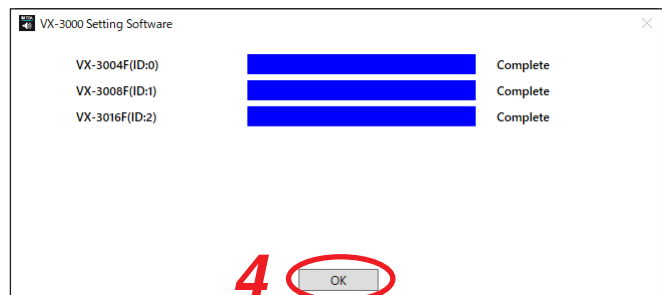 VX-3000 Setting Software
VX-3004F(ID:0) Complete
VX-3008F(ID:1) Complete
VX-3016F(ID:2) Complete
4 OK